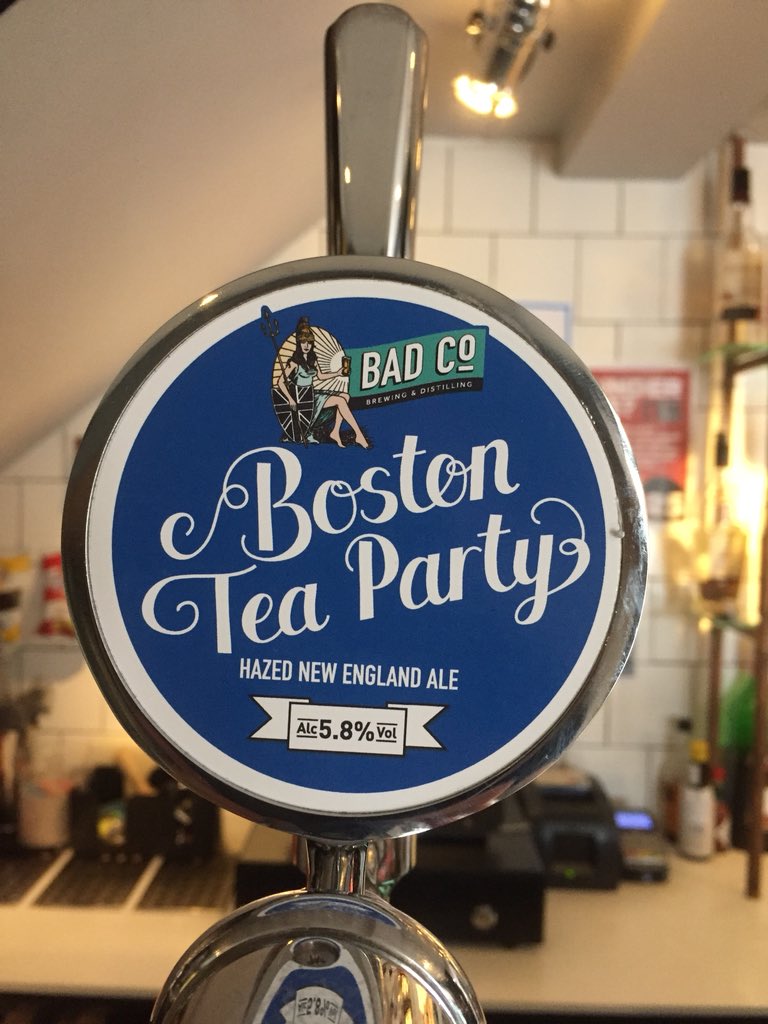 BAD Co
BREWING & DISTILLING
Boston
Tea Party
HAZED NEW ENGLAND ALE
Alc 5.8% Vol